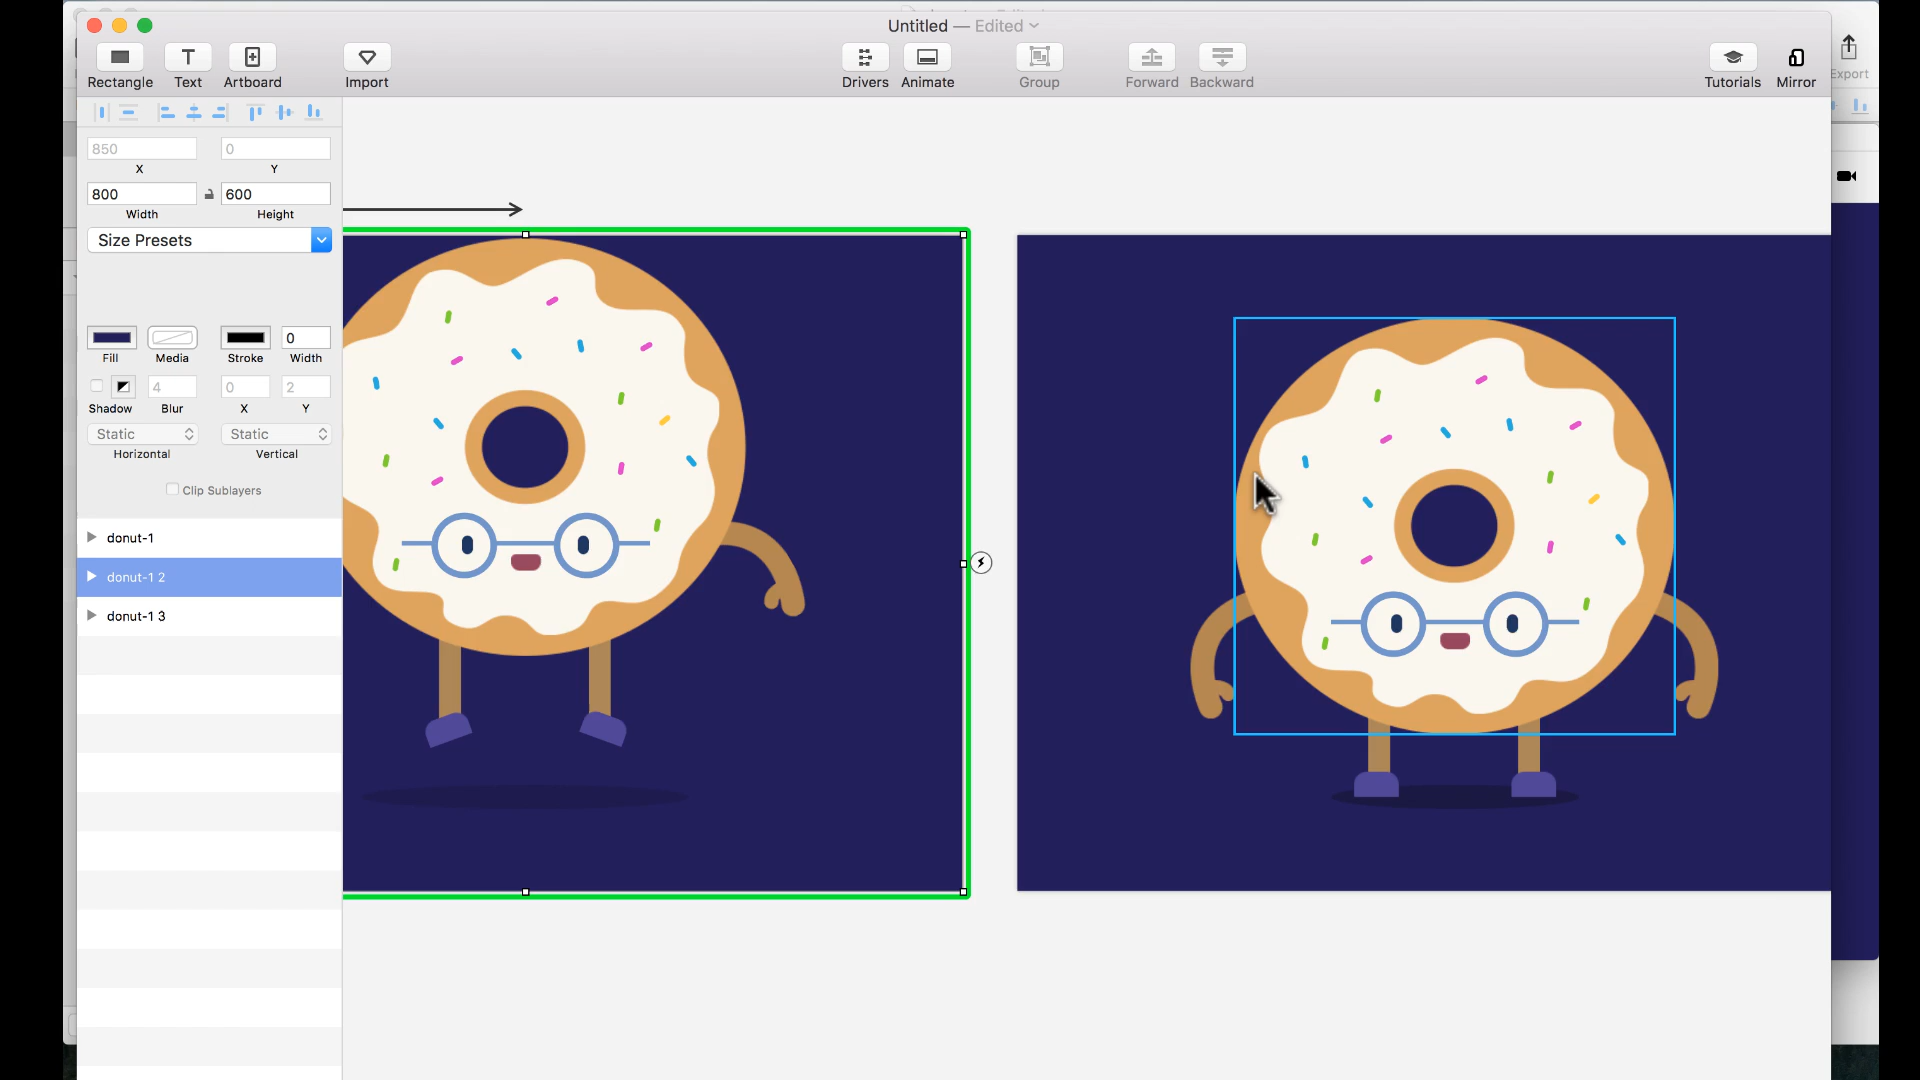 Untitled — Edited
Rectangle Text Artboard Import Drivers Animate Group Forward Backward Tutorials Mirror Export
850 0
X Y
800 600
Width Height
Size Presets
0
Fill Media Stroke Width
4 0 2
Shadow Blur X Y
Static Static
Horizontal Vertical
Clip Sublayers
donut-1
donut-1 2
donut-1 3